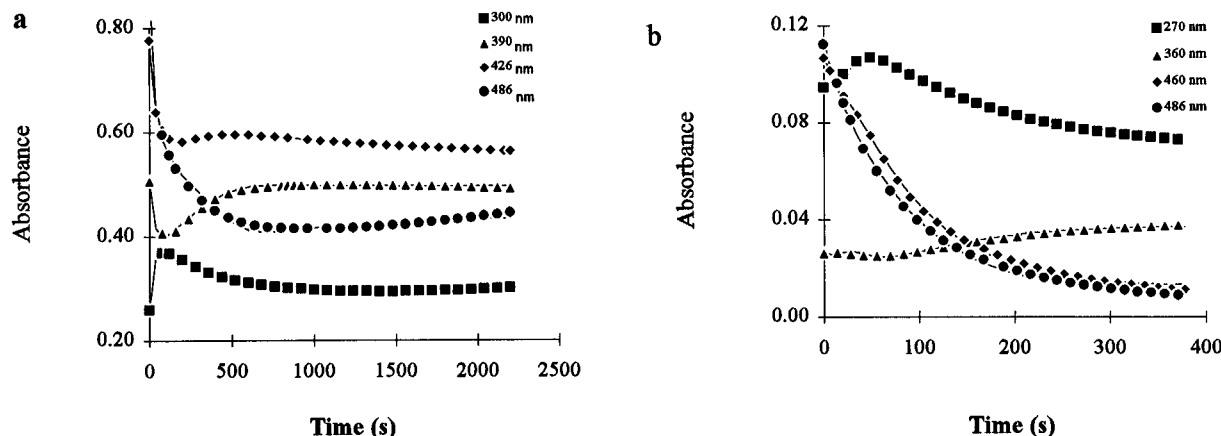 a
300 nm
390 nm
426 nm
486 nm
0.80
0.60
0.40
0.20
Absorbance
0
500
1000
1500
2000
2500
Time (s)
b
270 nm
360 nm
460 nm
486 nm
0.12
0.08
0.04
0.00
Absorbance
0
100
200
300
400
Time (s)